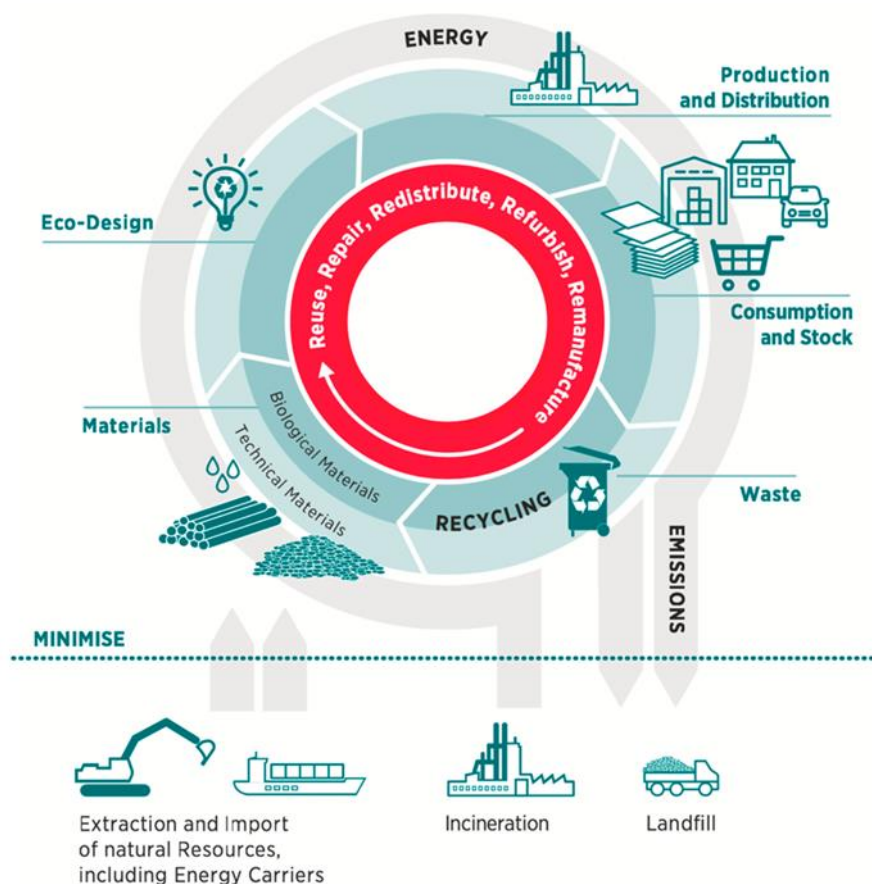 ENERGY
Production
and Distribution
Eco-Design
Reuse, Repair, Redistribute, Refurbish, Remanufacture
Consumption
and Stock
Materials
Biological Materials
Technical Materials
RECYCLING
Waste
EMISSIONS
MINIMISE
Extraction and Import
of natural Resources,
including Energy Carriers
Incineration
Landfill